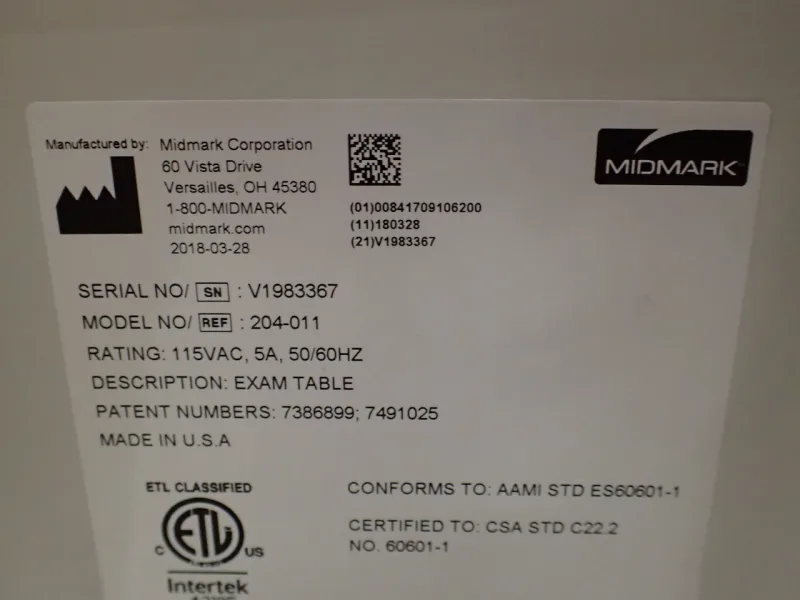 Manufactured by: Midmark Corporation
60 Vista Drive
Versailles, OH 45380
1-800-MIDMARK
midmark.com
2018-03-28
(01)00841709106200
(11)180328
(21)V1983367
MIDMARK
SERIAL NO/ SN : V1983367
MODEL NO/ REF : 204-011
RATING: 115VAC, 5A, 50/60HZ
DESCRIPTION: EXAM TABLE
PATENT NUMBERS: 7386899; 7491025
MADE IN U.S.A
ETL CLASSIFIED
ETL
C US
Intertek
CONFORMS TO: AAMI STD ES60601-1
CERTIFIED TO: CSA STD C22.2
NO. 60601-1